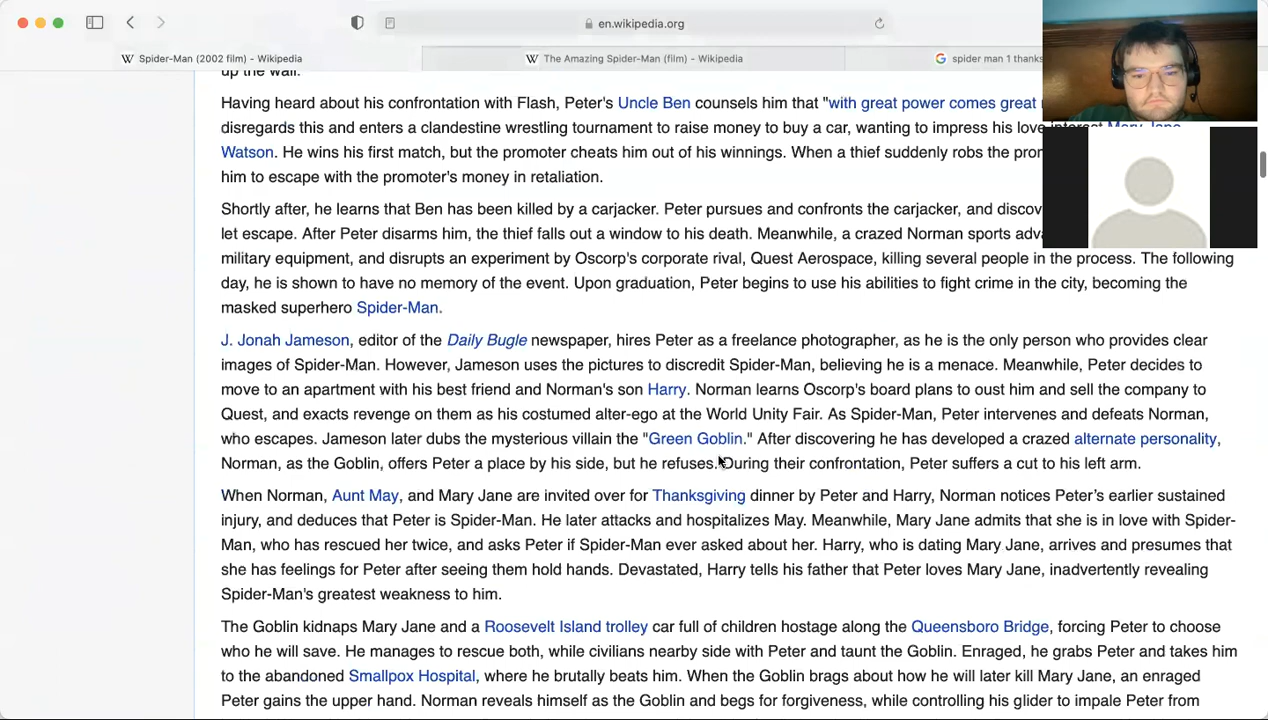 en.wikipedia.org
Spider-Man (2002 film) - Wikipedia
The Amazing Spider-Man (film) - Wikipedia
spider man 1 thanks
up the wall.
Having heard about his confrontation with Flash, Peter's Uncle Ben counsels him that "with great power comes great
disregards this and enters a clandestine wrestling tournament to raise money to buy a car, wanting to impress his love interest Mary Jane
Watson. He wins his first match, but the promoter cheats him out of his winnings. When a thief suddenly robs the
him to escape with the promoter's money in retaliation.
Shortly after, he learns that Ben has been killed by a carjacker. Peter pursues and confronts the carjacker, and
let escape. After Peter disarms him, the thief falls out a window to his death. Meanwhile, a crazed Norman sports
military equipment, and disrupts an experiment by Oscorp's corporate rival, Quest Aerospace, killing several people in the process. The following
day, he is shown to have no memory of the event. Upon graduation, Peter begins to use his abilities to fight crime in the city, becoming the
masked superhero Spider-Man.
J. Jonah Jameson, editor of the Daily Bugle newspaper, hires Peter as a freelance photographer, as he is the only person who provides clear
images of Spider-Man. However, Jameson uses the pictures to discredit Spider-Man, believing he is a menace. Meanwhile, Peter decides to
move to an apartment with his best friend and Norman's son Harry. Norman learns Oscorp's board plans to oust him and sell the company to
Quest, and exacts revenge on them as his costumed alter-ego at the World Unity Fair. As Spider-Man, Peter intervenes and defeats Norman,
who escapes. Jameson later dubs the mysterious villain the "Green Goblin." After discovering he has developed a crazed alternate personality,
Norman, as the Goblin, offers Peter a place by his side, but he refuses. During their confrontation, Peter suffers a cut to his left arm.
When Norman, Aunt May, and Mary Jane are invited over for Thanksgiving dinner by Peter and Harry, Norman notices Peter’s earlier sustained
injury, and deduces that Peter is Spider-Man. He later attacks and hospitalizes May. Meanwhile, Mary Jane admits that she is in love with Spider-
Man, who has rescued her twice, and asks Peter if Spider-Man ever asked about her. Harry, who is dating Mary Jane, arrives and presumes that
she has feelings for Peter after seeing them hold hands. Devastated, Harry tells his father that Peter loves Mary Jane, inadvertently revealing
Spider-Man’s greatest weakness to him.
The Goblin kidnaps Mary Jane and a Roosevelt Island trolley car full of children hostage along the Queensboro Bridge, forcing Peter to choose
who he will save. He manages to rescue both, while civilians nearby side with Peter and taunt the Goblin. Enraged, he grabs Peter and takes him
to the abandoned Smallpox Hospital, where he brutally beats him. When the Goblin brags about how he will later kill Mary Jane, an enraged
Peter gains the upper hand. Norman reveals himself as the Goblin and begs for forgiveness, while controlling his glider to impale Peter from